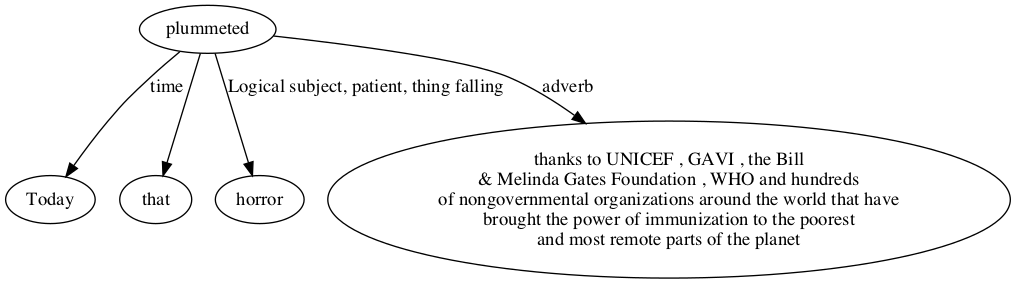 plummeted
time
Logical subject, patient, thing falling
adverb
Today
that
horror
thanks to UNICEF , GAVI , the Bill
& Melinda Gates Foundation , WHO and hundreds
of nongovernmental organizations around the world that have
brought the power of immunization to the poorest
and most remote parts of the planet